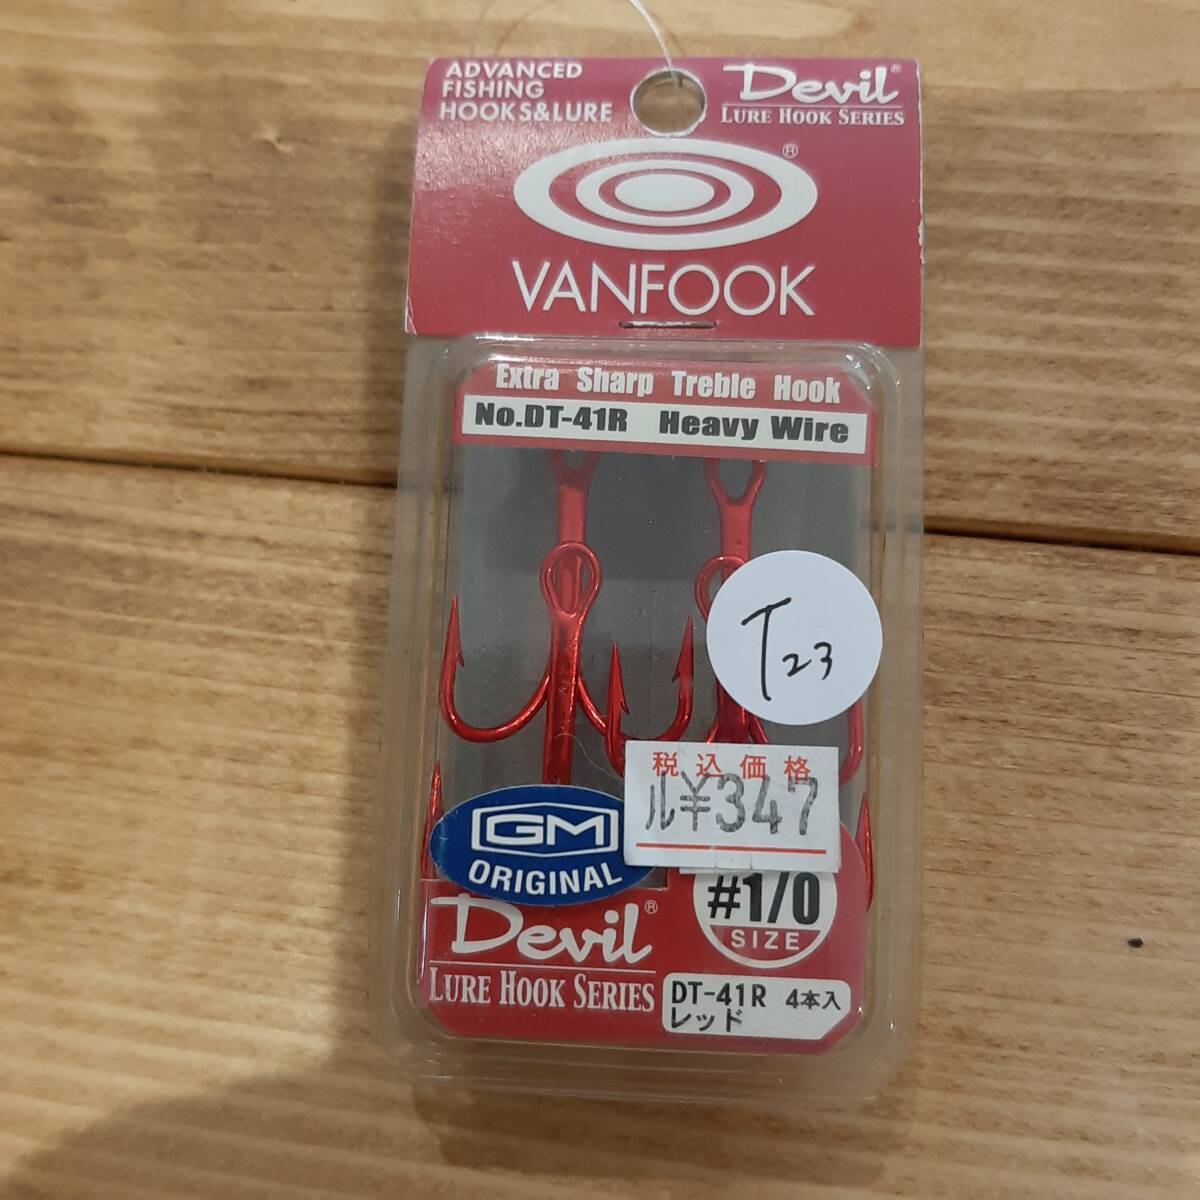 ADVANCED
FISHING
HOOKS&LURE
Devil®
LURE HOOK SERIES
®
VANFOOK
Extra Sharp Treble Hook
No.DT-41R Heavy Wire
T23
税込価格
ル¥347
GM
ORIGINAL
#1/0
SIZE
Devil®
LURE HOOK SERIES
DT-41R 4本入
レッド